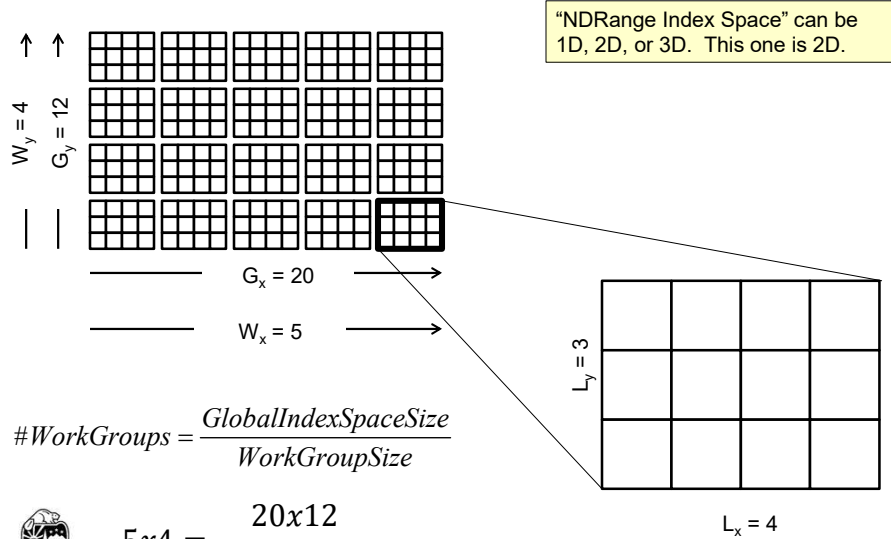 “NDRange Index Space” can be
1D, 2D, or 3D.  This one is 2D.
W_y = 4
G_y = 12
G_x = 20
W_x = 5
L_y = 3
L_x = 4
#WorkGroups = GlobalIndexSpaceSize / WorkGroupSize
5x4 = 20x12